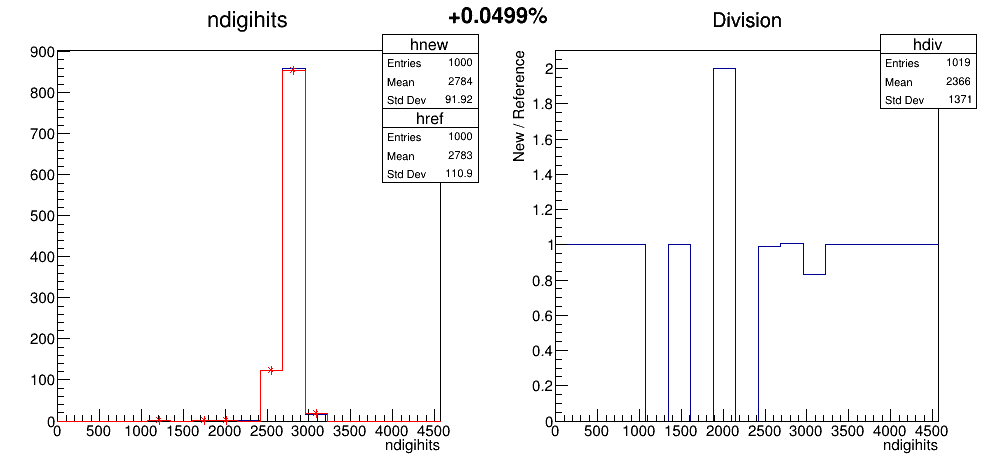 +0.0499%
ndigihits
hnew
Entries 1000
Mean 2784
Std Dev 91.92
href
Entries 1000
Mean 2783
Std Dev 110.9
900
800
700
600
500
400
300
200
100
0
0 500 1000 1500 2000 2500 3000 3500 4000 4500
ndigihits
Division
hdiv
Entries 1019
Mean 2366
Std Dev 1371
New / Reference
2
1.8
1.6
1.4
1.2
1
0.8
0.6
0.4
0.2
0
0 500 1000 1500 2000 2500 3000 3500 4000 4500
ndigihits